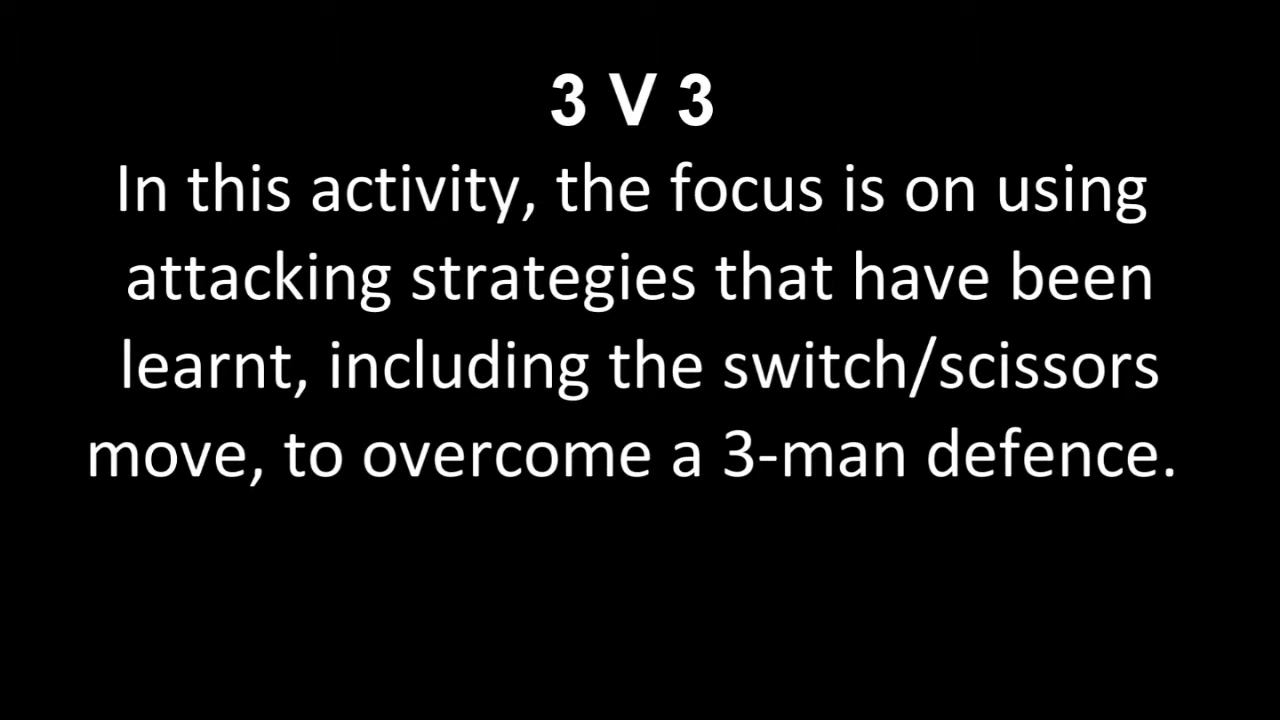 3 V 3
In this activity, the focus is on using
attacking strategies that have been
learnt, including the switch/scissors
move, to overcome a 3-man defence.